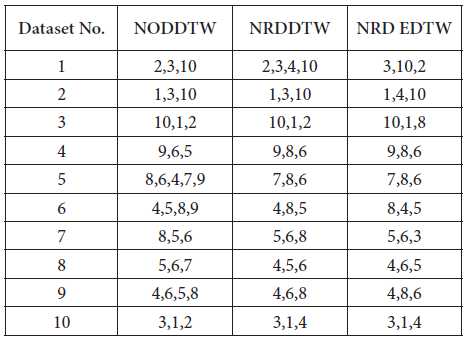 Dataset No. NODDTW NRDDTW NRD EDTW
1 2,3,10 2,3,4,10 3,10,2
2 1,3,10 1,3,10 1,4,10
3 10,1,2 10,1,2 10,1,8
4 9,6,5 9,8,6 9,8,6
5 8,6,4,7,9 7,8,6 7,8,6
6 4,5,8,9 4,8,5 8,4,5
7 8,5,6 5,6,8 5,6,3
8 5,6,7 4,5,6 4,6,5
9 4,6,5,8 4,6,8 4,8,6
10 3,1,2 3,1,4 3,1,4